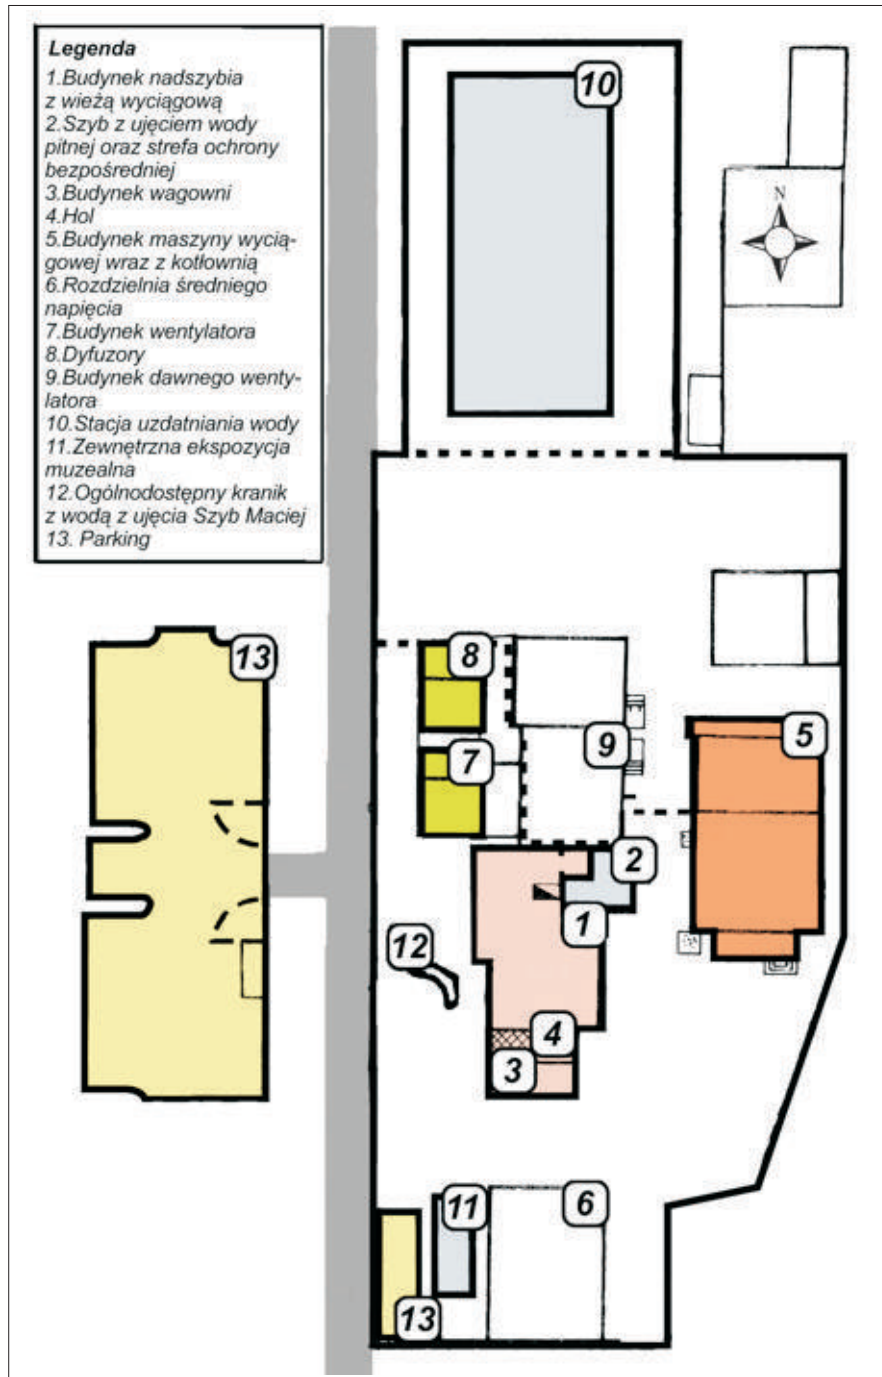 Legenda
1.Budynek nadszybia
z wieżą wyciągową
2.Szyb z ujęciem wody
pitnej oraz strefa ochrony
bezpośredniej
3.Budynek wagowni
4.Hol
5.Budynek maszyny wycią-
gowej wraz z kotłownią
6.Rozdzielnia średniego
napięcia
7.Budynek wentylatora
8.Dyfuzory
9.Budynek dawnego wenty-
latora
10.Stacja uzdatniania wody
11.Zewnętrzna ekspozycja
muzealna
12.Ogólnodostępny kranik
z wodą z ujęcia Szyb Maciej
13. Parking
10
N
13
8
5
7
9
2
1
12
4
3
11
6
13